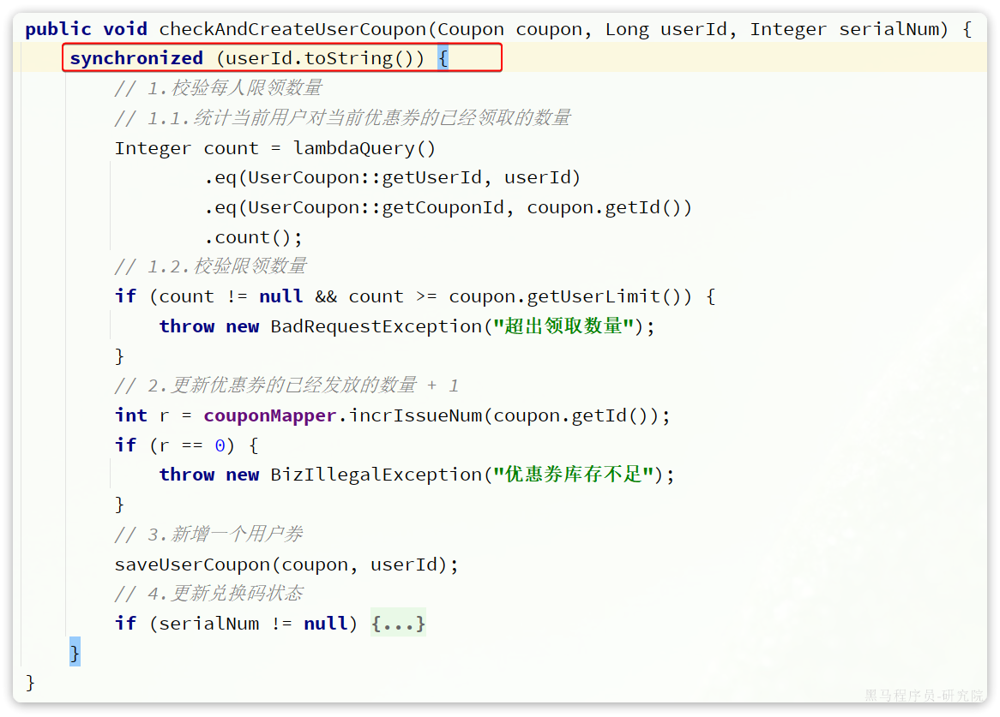 public void checkAndCreateUserCoupon(Coupon coupon, Long userId, Integer serialNum) {
    synchronized (userId.toString()) {
        // 1.校验每人限领数量
        // 1.1.统计当前用户对当前优惠券的已经领取的数量
        Integer count = lambdaQuery()
                .eq(UserCoupon::getUserId, userId)
                .eq(UserCoupon::getCouponId, coupon.getId())
                .count();
        // 1.2.校验限领数量
        if (count != null && count >= coupon.getUserLimit()) {
            throw new BadRequestException("超出领取数量");
        }
        // 2.更新优惠券的已经发放的数量 + 1
        int r = couponMapper.incrIssueNum(coupon.getId());
        if (r == 0) {
            throw new BizIllegalException("优惠券库存不足");
        }
        // 3.新增一个用户券
        saveUserCoupon(coupon, userId);
        // 4.更新兑换码状态
        if (serialNum != null) {...}
    }
}
黑马程序员-研究院